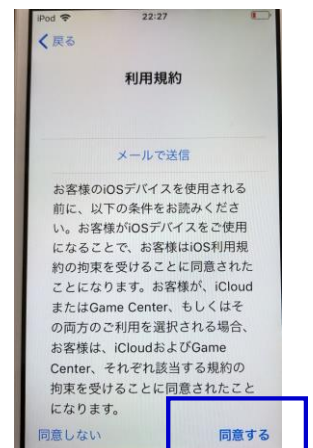 iPod 22:27
戻る
利用規約
メールで送信
お客様のiOSデバイスを使用される
前に、以下の条件をお読みくださ
い。お客様がiOSデバイスをご使用
になることで、お客様はiOS利用規
約の拘束を受けることに同意された
ことになります。お客様が、iCloud
またはGame Center、もしくはそ
の両方のご利用を選択される場合、
お客様は、iCloudおよびGame
Center、それぞれ該当する規約の
拘束を受けることに同意されたこと
になります。
同意しない 同意する